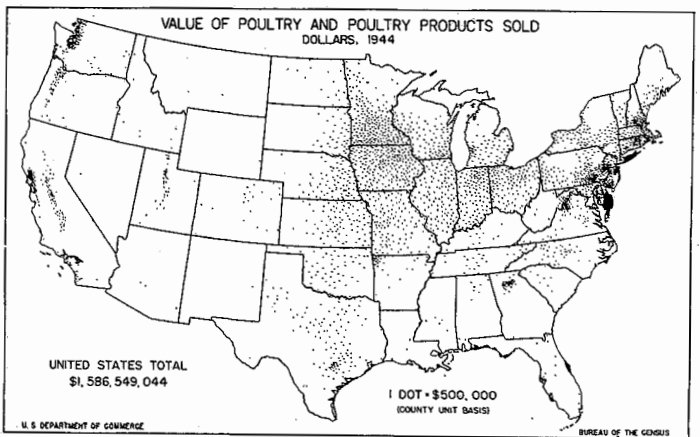 VALUE OF POULTRY AND POULTRY PRODUCTS SOLD
DOLLARS, 1944
UNITED STATES TOTAL
$1,586,549,044
1 DOT = $500,000
(COUNTY UNIT BASIS)
U. S. DEPARTMENT OF COMMERCE
BUREAU OF THE CENSUS